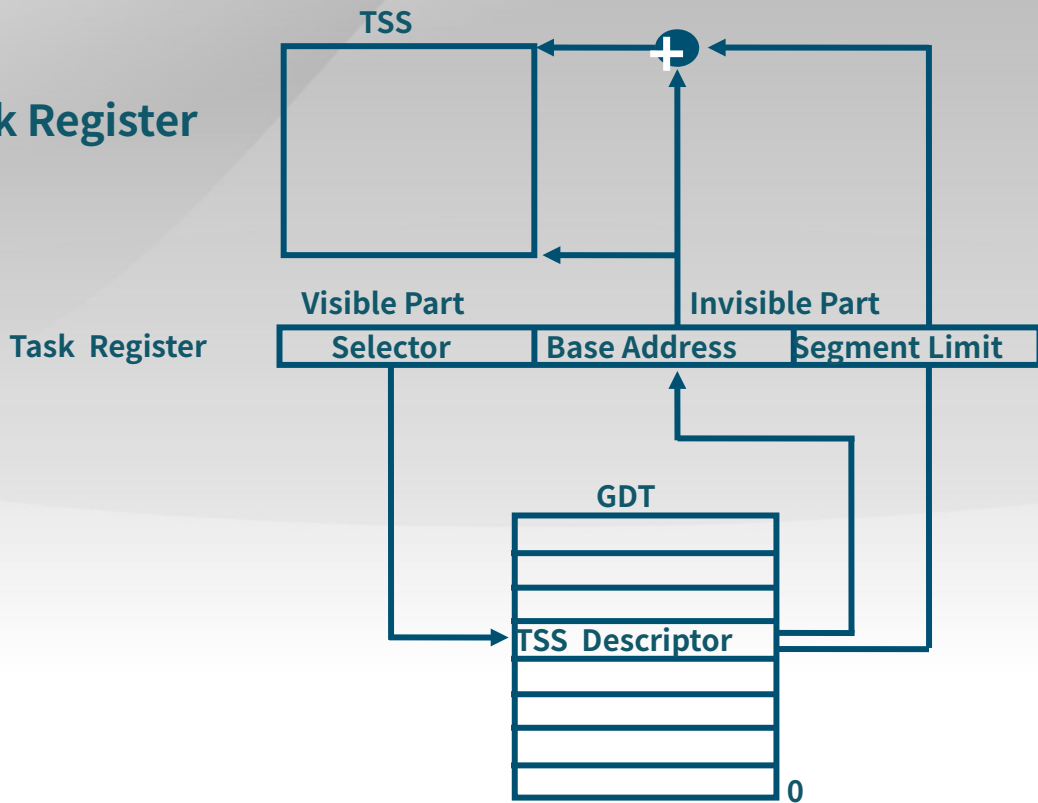 TSS
k Register
+
Visible Part
Invisible Part
Task Register
Selector
Base Address
Segment Limit
GDT
TSS Descriptor
0